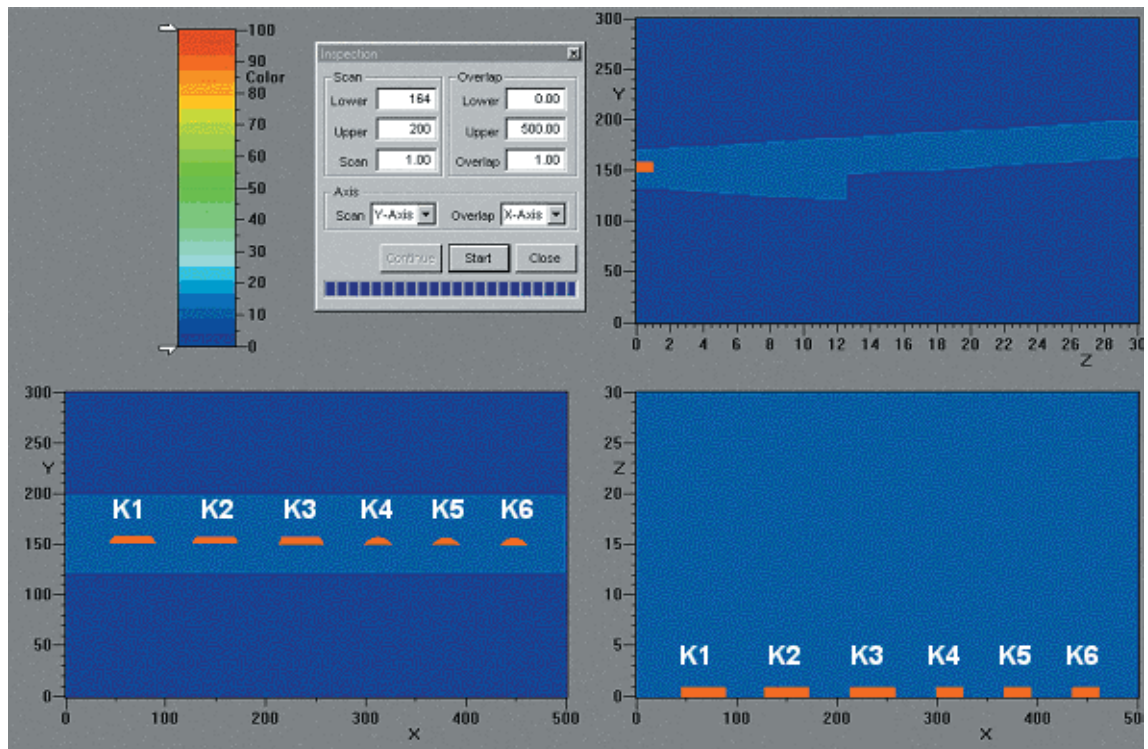 100
90
Color
80
70
60
50
40
30
20
10
0
Inspection
Scan
Overlap
Lower 164
Lower 0.00
Upper 200
Upper 500.00
Scan 1.00
Overlap 1.00
Axis
Scan Y-Axis Overlap X-Axis
Continue Start Close
300
250
Y
200
150
100
50
0
0 2 4 6 8 10 12 14 16 18 20 22 24 26 28 30
Z
300
250
Y
200
150
100
50
0
K1 K2 K3 K4 K5 K6
0 100 200 300 400 500
X
30
25
Z
20
15
10
5
0
K1 K2 K3 K4 K5 K6
0 100 200 300 400 50
X